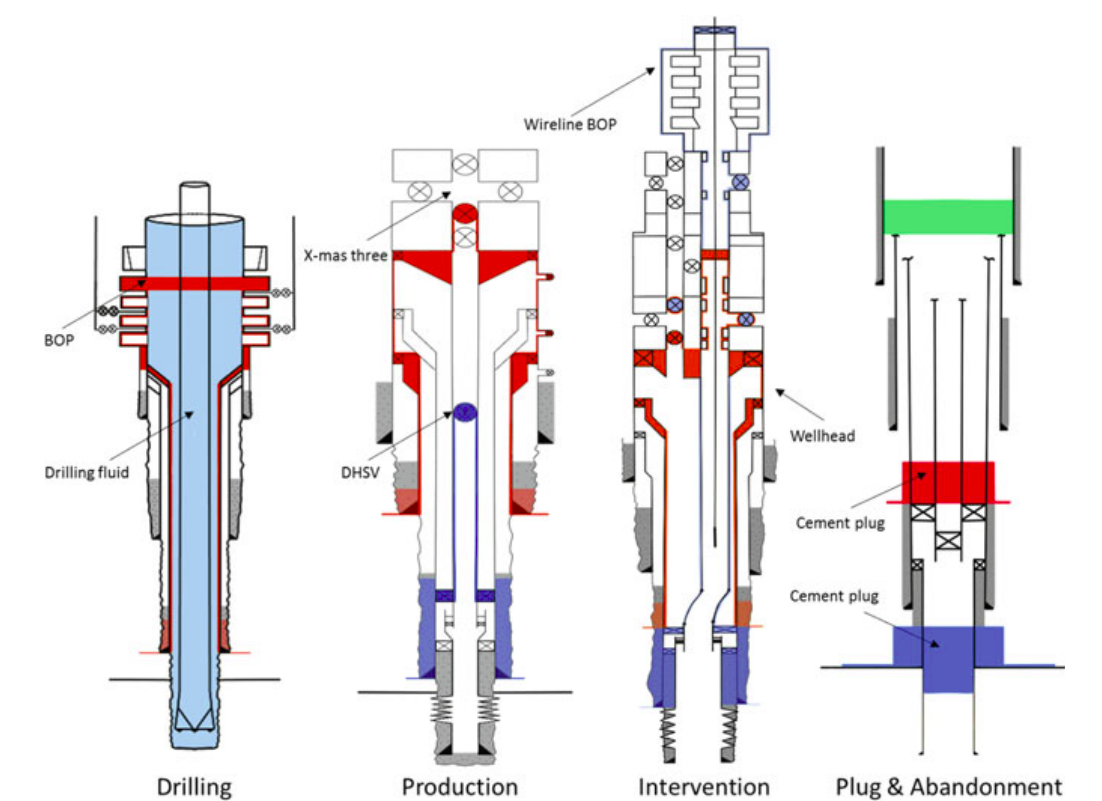 Wireline BOP
X-mas three
BOP
Drilling fluid
DHSV
Wellhead
Cement plug
Cement plug
Drilling
Production
Intervention
Plug & Abandonment